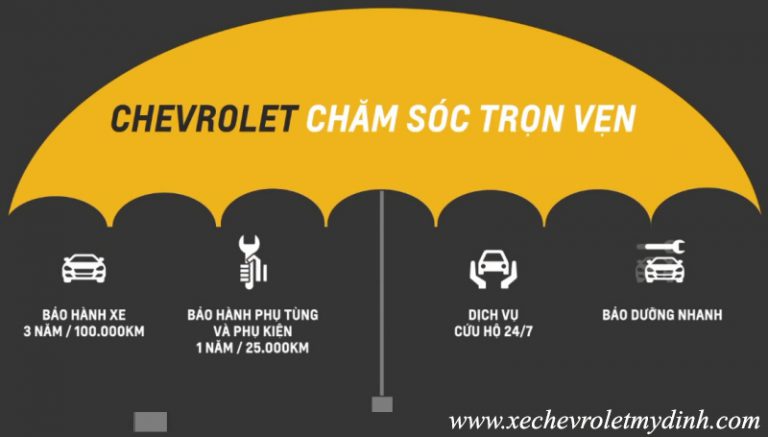 CHEVROLET CHĂM SÓC TRỌN VẸN
BẢO HÀNH XE
3 NĂM / 100.000KM
BẢO HÀNH PHỤ TÙNG
VÀ PHỤ KIỆN
1 NĂM / 25.000KM
DỊCH VỤ
CỨU HỘ 24/7
BẢO DƯỠNG NHANH
www.xechevroletmydinh.com